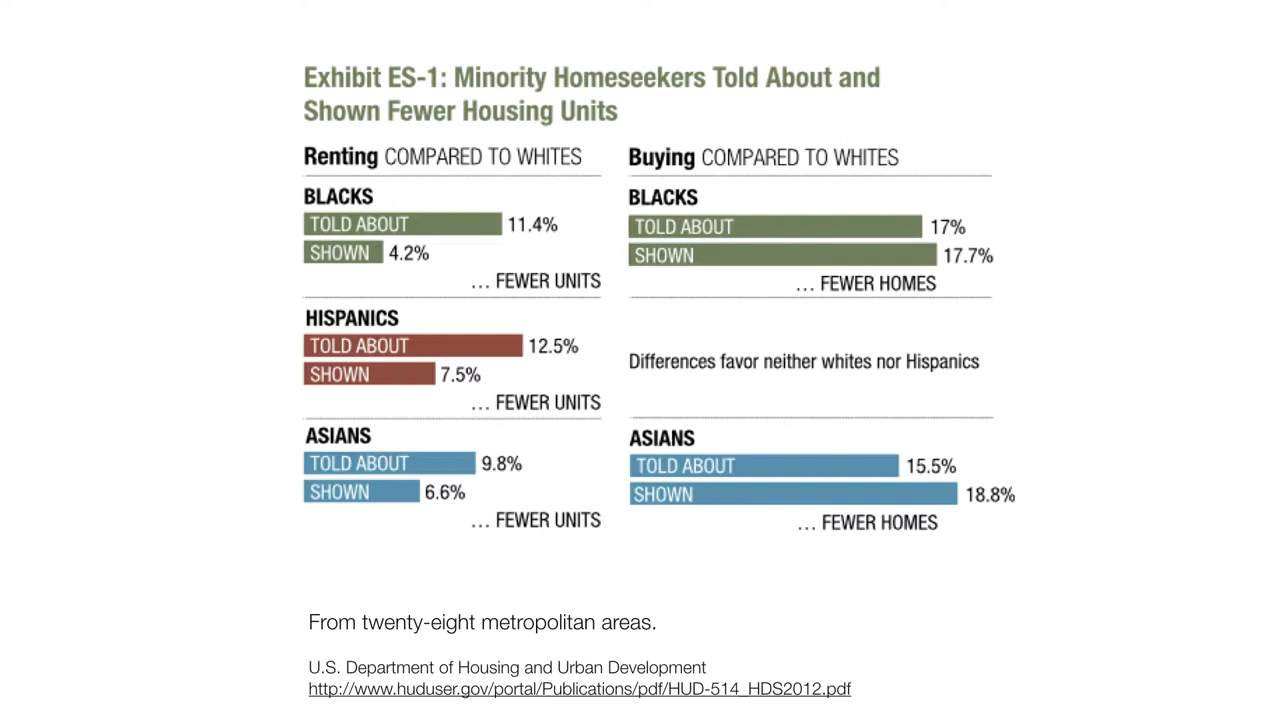 Exhibit ES-1: Minority Homeseekers Told About and
Shown Fewer Housing Units
Renting COMPARED TO WHITES
BLACKS
TOLD ABOUT 11.4%
SHOWN 4.2%
... FEWER UNITS
HISPANICS
TOLD ABOUT 12.5%
SHOWN 7.5%
... FEWER UNITS
ASIANS
TOLD ABOUT 9.8%
SHOWN 6.6%
... FEWER UNITS
Buying COMPARED TO WHITES
BLACKS
TOLD ABOUT 17%
SHOWN 17.7%
... FEWER HOMES
Differences favor neither whites nor Hispanics
ASIANS
TOLD ABOUT 15.5%
SHOWN 18.8%
... FEWER HOMES
From twenty-eight metropolitan areas.
U.S. Department of Housing and Urban Development
http://www.huduser.gov/portal/Publications/pdf/HUD-514_HDS2012.pdf